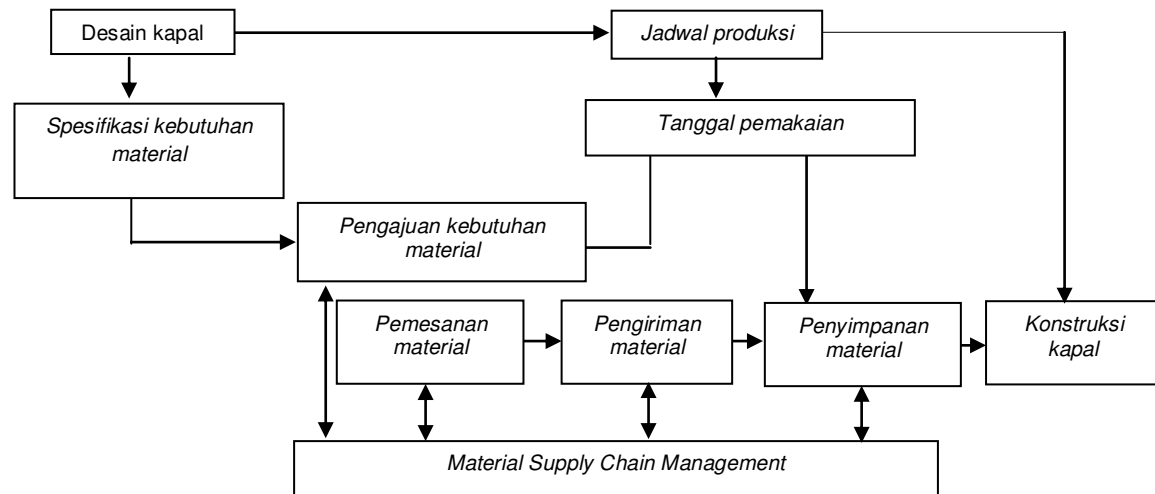 Desain kapal
Jadwal produksi
Spesifikasi kebutuhan
material
Tanggal pemakaian
Pengajuan kebutuhan
material
Pemesanan
material
Pengiriman
material
Penyimpanan
material
Konstruksi
kapal
Material Supply Chain Management